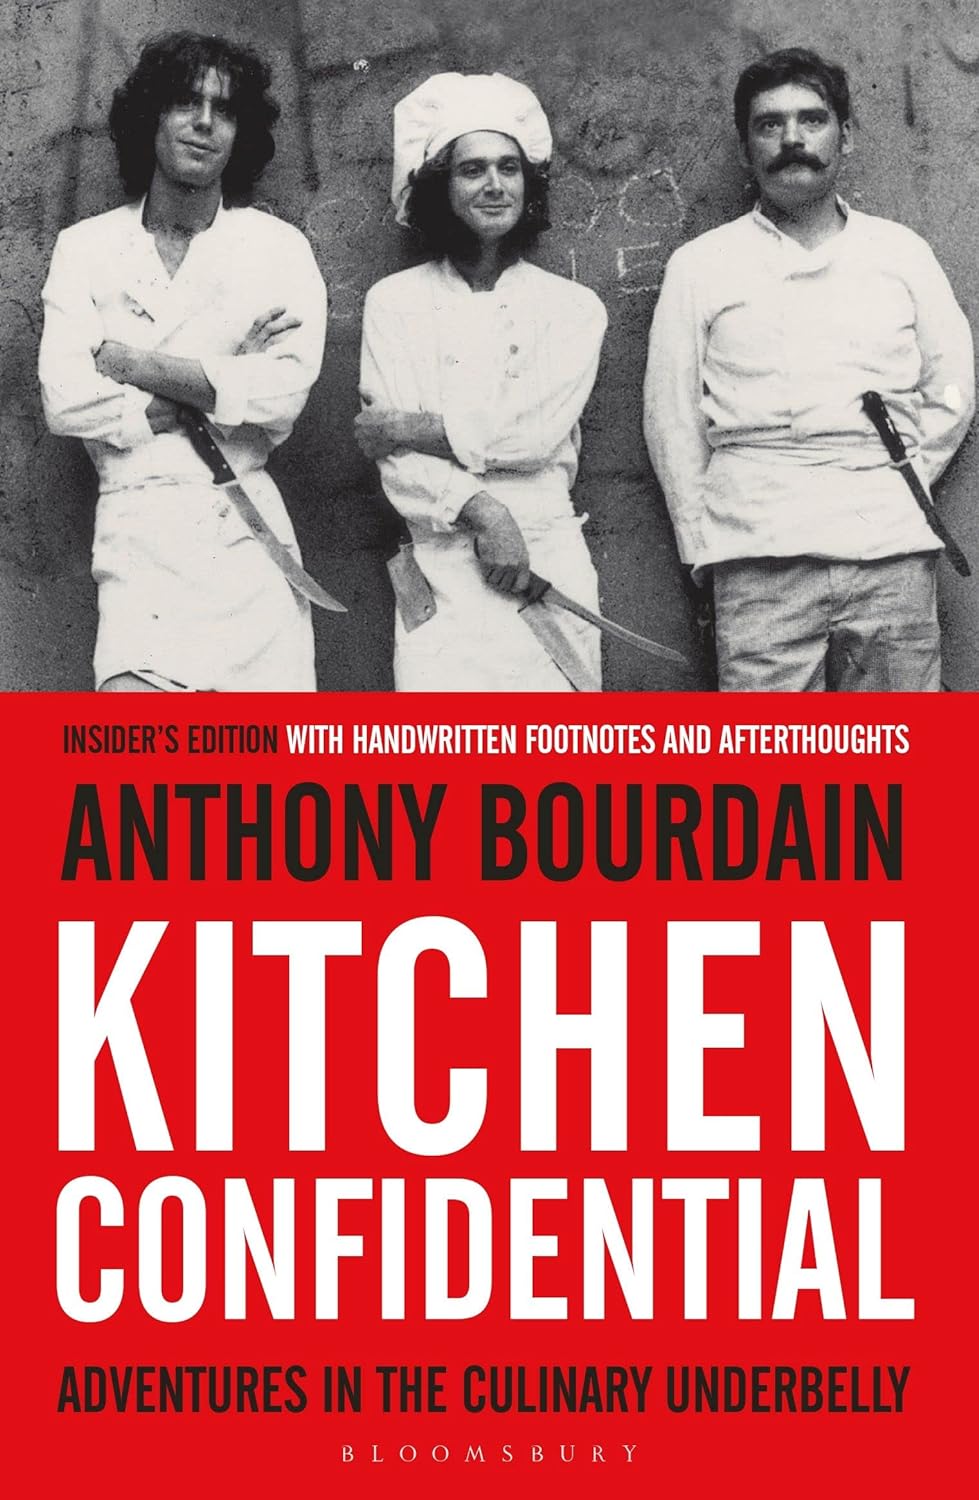 INSIDER'S EDITION WITH HANDWRITTEN FOOTNOTES AND AFTERTHOUGHTS
ANTHONY BOURDAIN
KITCHEN
CONFIDENTIAL
ADVENTURES IN THE CULINARY UNDERBELLY
BLOOMSBURY